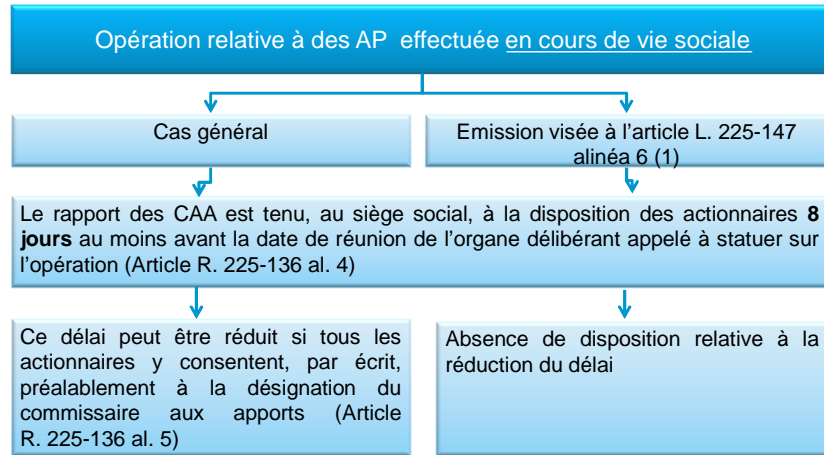 Opération relative à des AP effectuée en cours de vie sociale
Cas général
Emission visée à l'article L. 225-147
alinéa 6 (1)
Le rapport des CAA est tenu, au siège social, à la disposition des actionnaires 8
jours au moins avant la date de réunion de l'organe délibérant appelé à statuer sur
l'opération (Article R. 225-136 al. 4)
Ce délai peut être réduit si tous les
actionnaires y consentent, par écrit,
préalablement à la désignation du
commissaire aux apports (Article
R. 225-136 al. 5)
Absence de disposition relative à la
réduction du délai